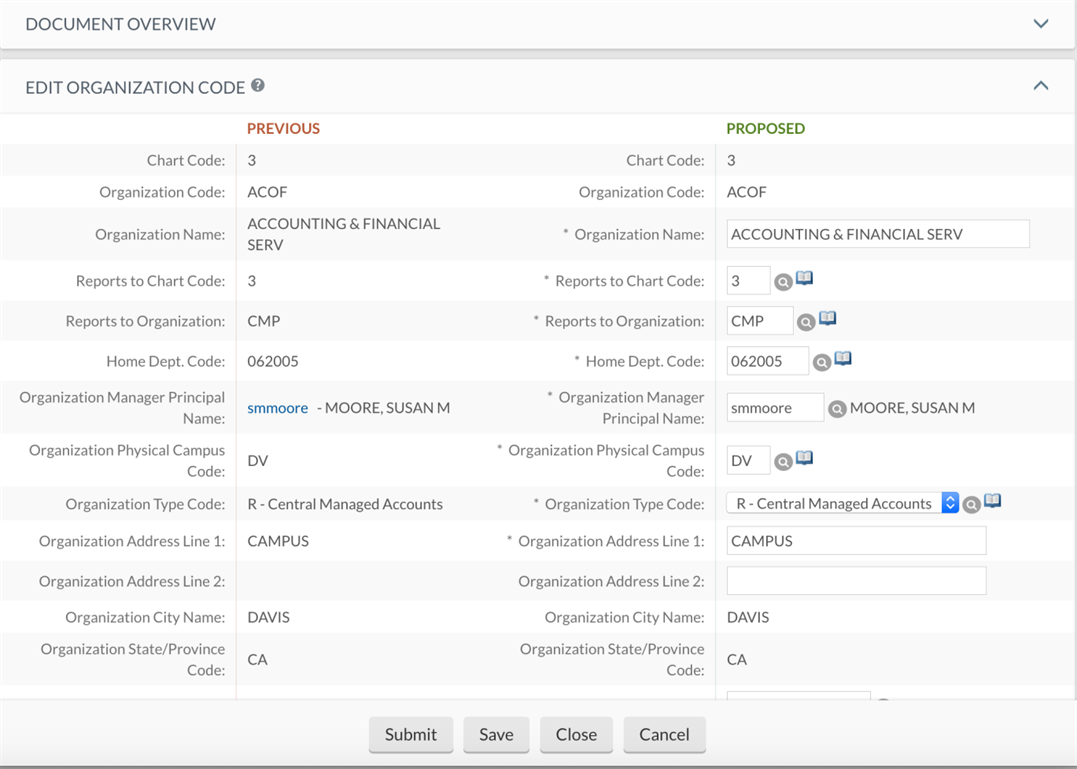 DOCUMENT OVERVIEW
EDIT ORGANIZATION CODE ?
PREVIOUS PROPOSED
Chart Code: 3 Chart Code: 3
Organization Code: ACOF Organization Code: ACOF
Organization Name: ACCOUNTING & FINANCIAL
SERV * Organization Name: ACCOUNTING & FINANCIAL SERV
Reports to Chart Code: 3 * Reports to Chart Code: 3
Reports to Organization: CMP * Reports to Organization: CMP
Home Dept. Code: 062005 * Home Dept. Code: 062005
Organization Manager Principal
Name: smmoore - MOORE, SUSAN M * Organization Manager
Principal Name: smmoore MOORE, SUSAN M
Organization Physical Campus
Code: DV * Organization Physical Campus
Code: DV
Organization Type Code: R - Central Managed Accounts * Organization Type Code: R - Central Managed Accounts
Organization Address Line 1: CAMPUS * Organization Address Line 1: CAMPUS
Organization Address Line 2: Organization Address Line 2:
Organization City Name: DAVIS Organization City Name: DAVIS
Organization State/Province
Code: CA Organization State/Province
Code: CA
Submit Save Close Cancel